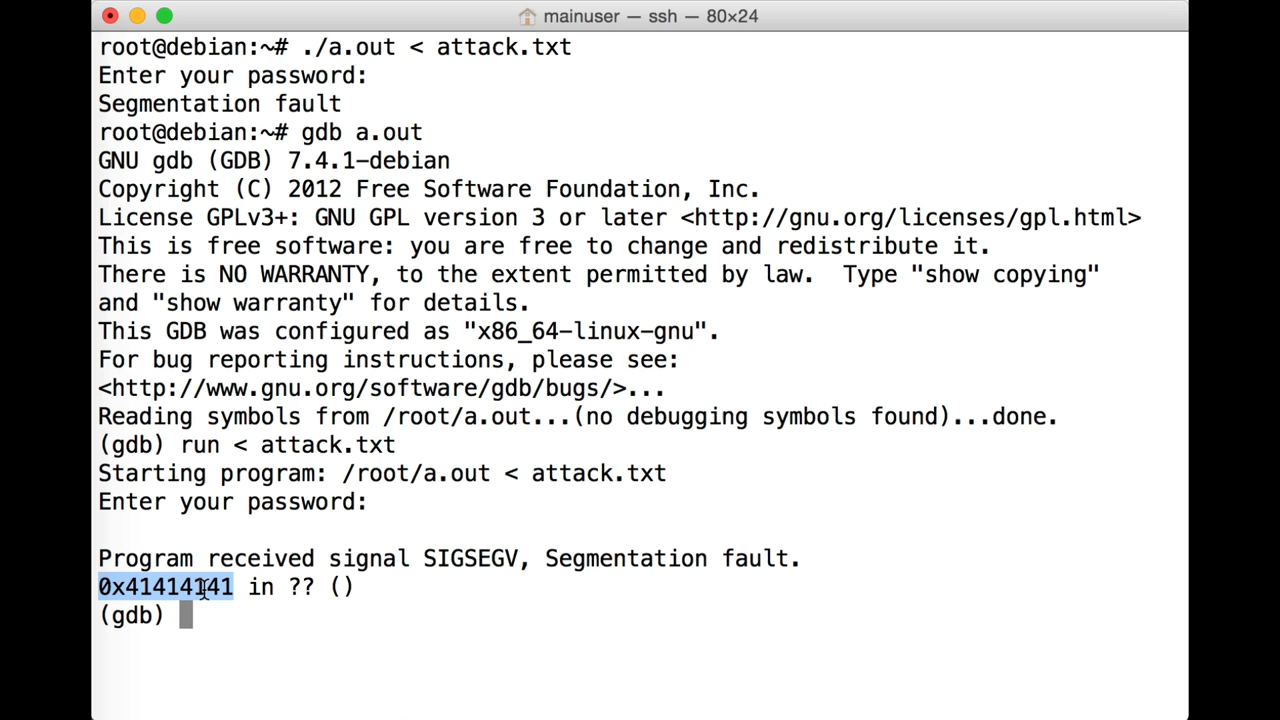 mainuser — ssh — 80×24
root@debian:~# ./a.out < attack.txt
Enter your password:
Segmentation fault
root@debian:~# gdb a.out
GNU gdb (GDB) 7.4.1-debian
Copyright (C) 2012 Free Software Foundation, Inc.
License GPLv3+: GNU GPL version 3 or later <http://gnu.org/licenses/gpl.html>
This is free software: you are free to change and redistribute it.
There is NO WARRANTY, to the extent permitted by law.  Type "show copying"
and "show warranty" for details.
This GDB was configured as "x86_64-linux-gnu".
For bug reporting instructions, please see:
<http://www.gnu.org/software/gdb/bugs/>...
Reading symbols from /root/a.out...(no debugging symbols found)...done.
(gdb) run < attack.txt
Starting program: /root/a.out < attack.txt
Enter your password:
Program received signal SIGSEGV, Segmentation fault.
0x41414141 in ?? ()
(gdb)